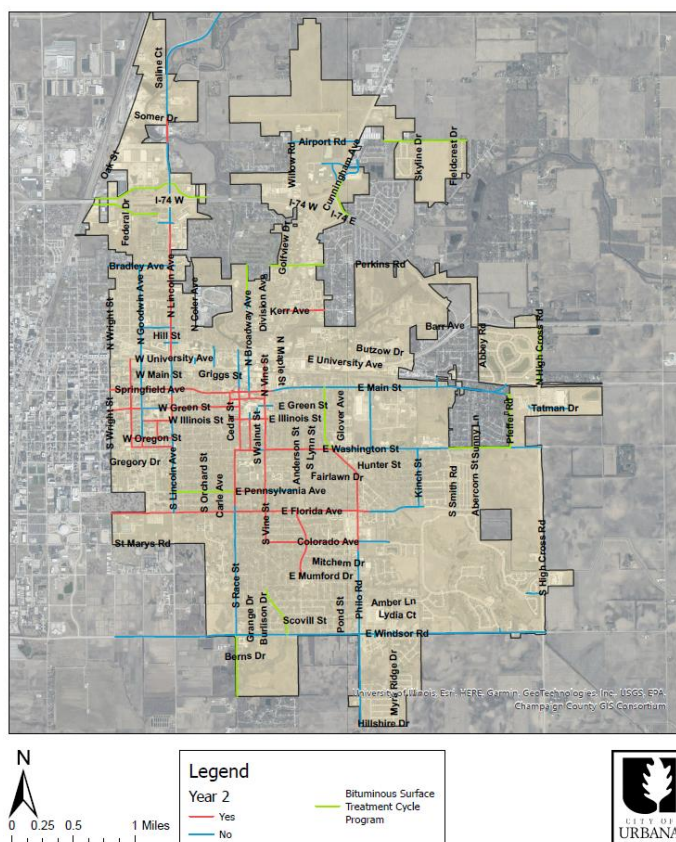 Saline Ct
Somer Dr
Oak St
Airport Rd
Willow Rd
Cunningham Ave
Skyline Dr
Fieldcrest Dr
I-74 W
I-74 W
I-74 E
Federal Dr
Golfview Dr
Bradley Ave
Perkins Rd
N Wright St
N Goodwin Ave
N Lincoln Ave
N Coler Ave
N Broadway Ave
Division Ave
Kerr Ave
Barr Ave
Abbey Rd
N High Cross Rd
Hill St
N Vine St
N Maple St
Butzow Dr
W University Ave
E University Ave
W Main St
Griggs St
Springfield Ave
E Main St
S Wright St
W Green St
E Green St
Glover Ave
Pfeffer Rd
Tatman Dr
W Illinois St
E Illinois St
Cedar St
S Walnut St
Anderson St
S Lynn St
W Oregon St
E Washington St
Sunny Ln
Gregory Dr
Hunter St
Fairlawn Dr
Kinch St
S Smith Rd
Abercorn St
S Lincoln Ave
S Orchard St
Carle Ave
E Pennsylvania Ave
E Florida Ave
S Vine St
St Marys Rd
Colorado Ave
S High Cross Rd
Mitchem Dr
E Mumford Dr
S Race St
Grange Dr
Burlison Dr
Scovill St
Pond St
Philo Rd
Amber Ln
Lydia Ct
E Windsor Rd
Berns Dr
Myra Ridge Dr
Hillshire Dr
University of Illinois, Esri, HERE, Garmin, GeoTechnologies, Inc., USGS, EPA,
Champaign County GIS Consortium
N
0 0.25 0.5 1 Miles
Legend
Year 2
Yes
No
Bituminous Surface
Treatment Cycle
Program
CITY OF
URBANA